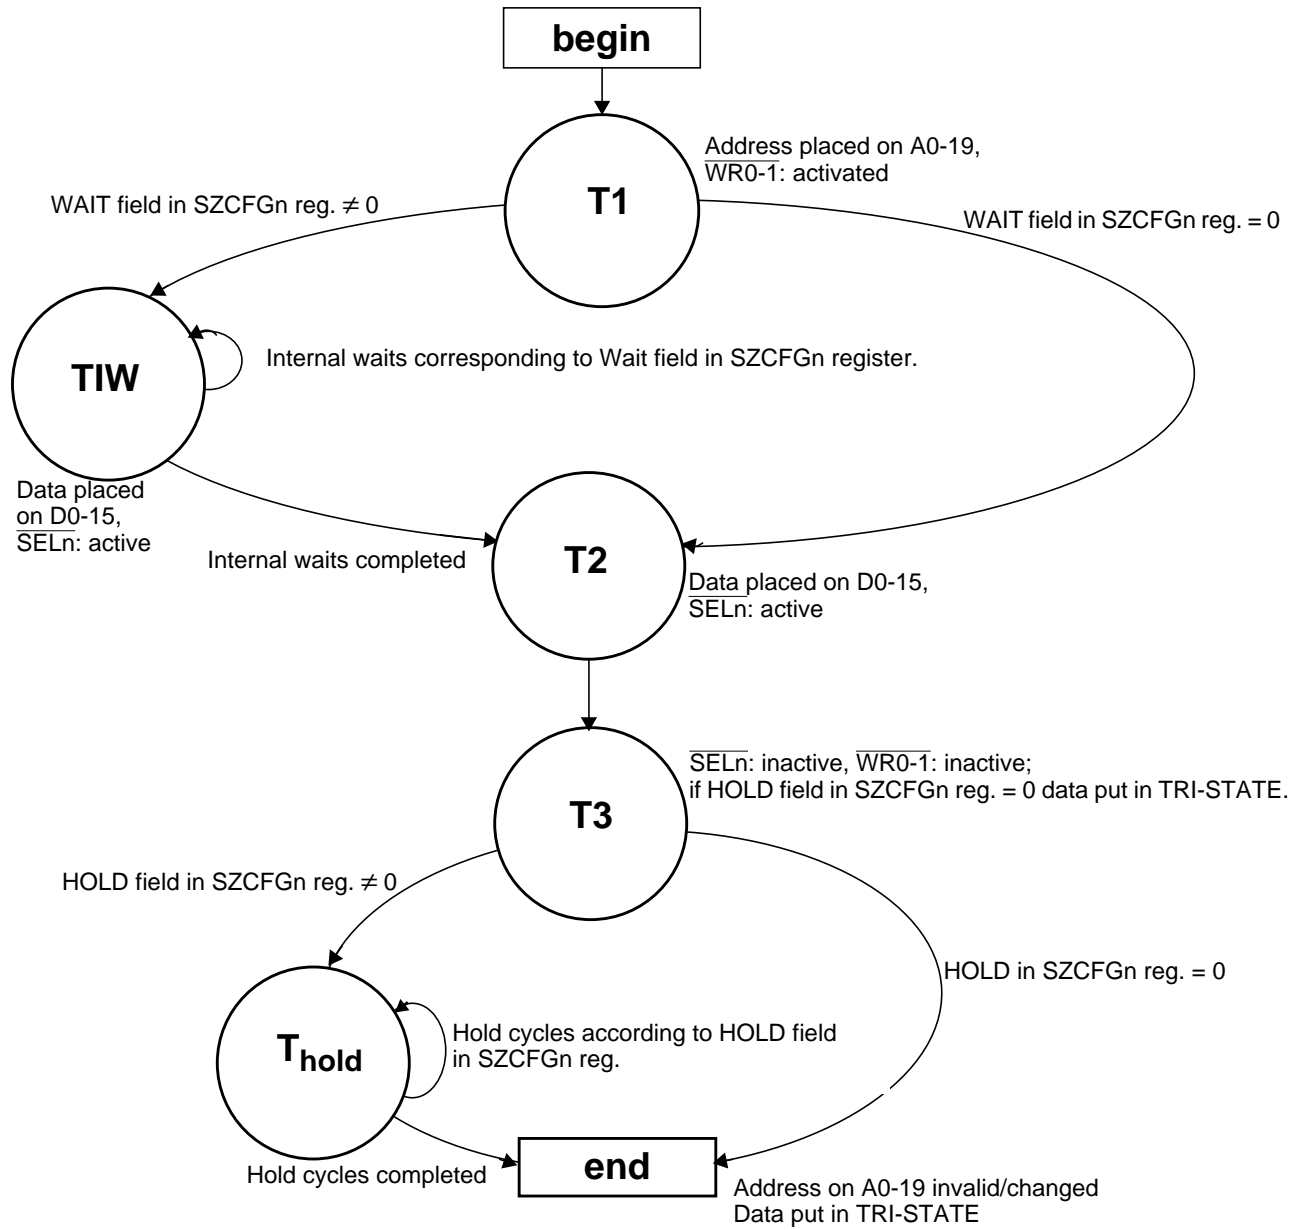 begin
T1
Address placed on A0-19,
WR0-1: activated
WAIT field in SZCFGn reg. ≠ 0
WAIT field in SZCFGn reg. = 0
TIW
Internal waits corresponding to Wait field in SZCFGn register.
Data placed
on D0-15,
SELn: active
Internal waits completed
T2
Data placed on D0-15,
SELn: active
T3
SELn: inactive, WR0-1: inactive;
if HOLD field in SZCFGn reg. = 0 data put in TRI-STATE.
HOLD field in SZCFGn reg. ≠ 0
HOLD in SZCFGn reg. = 0
Thold
Hold cycles according to HOLD field
in SZCFGn reg.
Hold cycles completed
end
Address on A0-19 invalid/changed
Data put in TRI-STATE